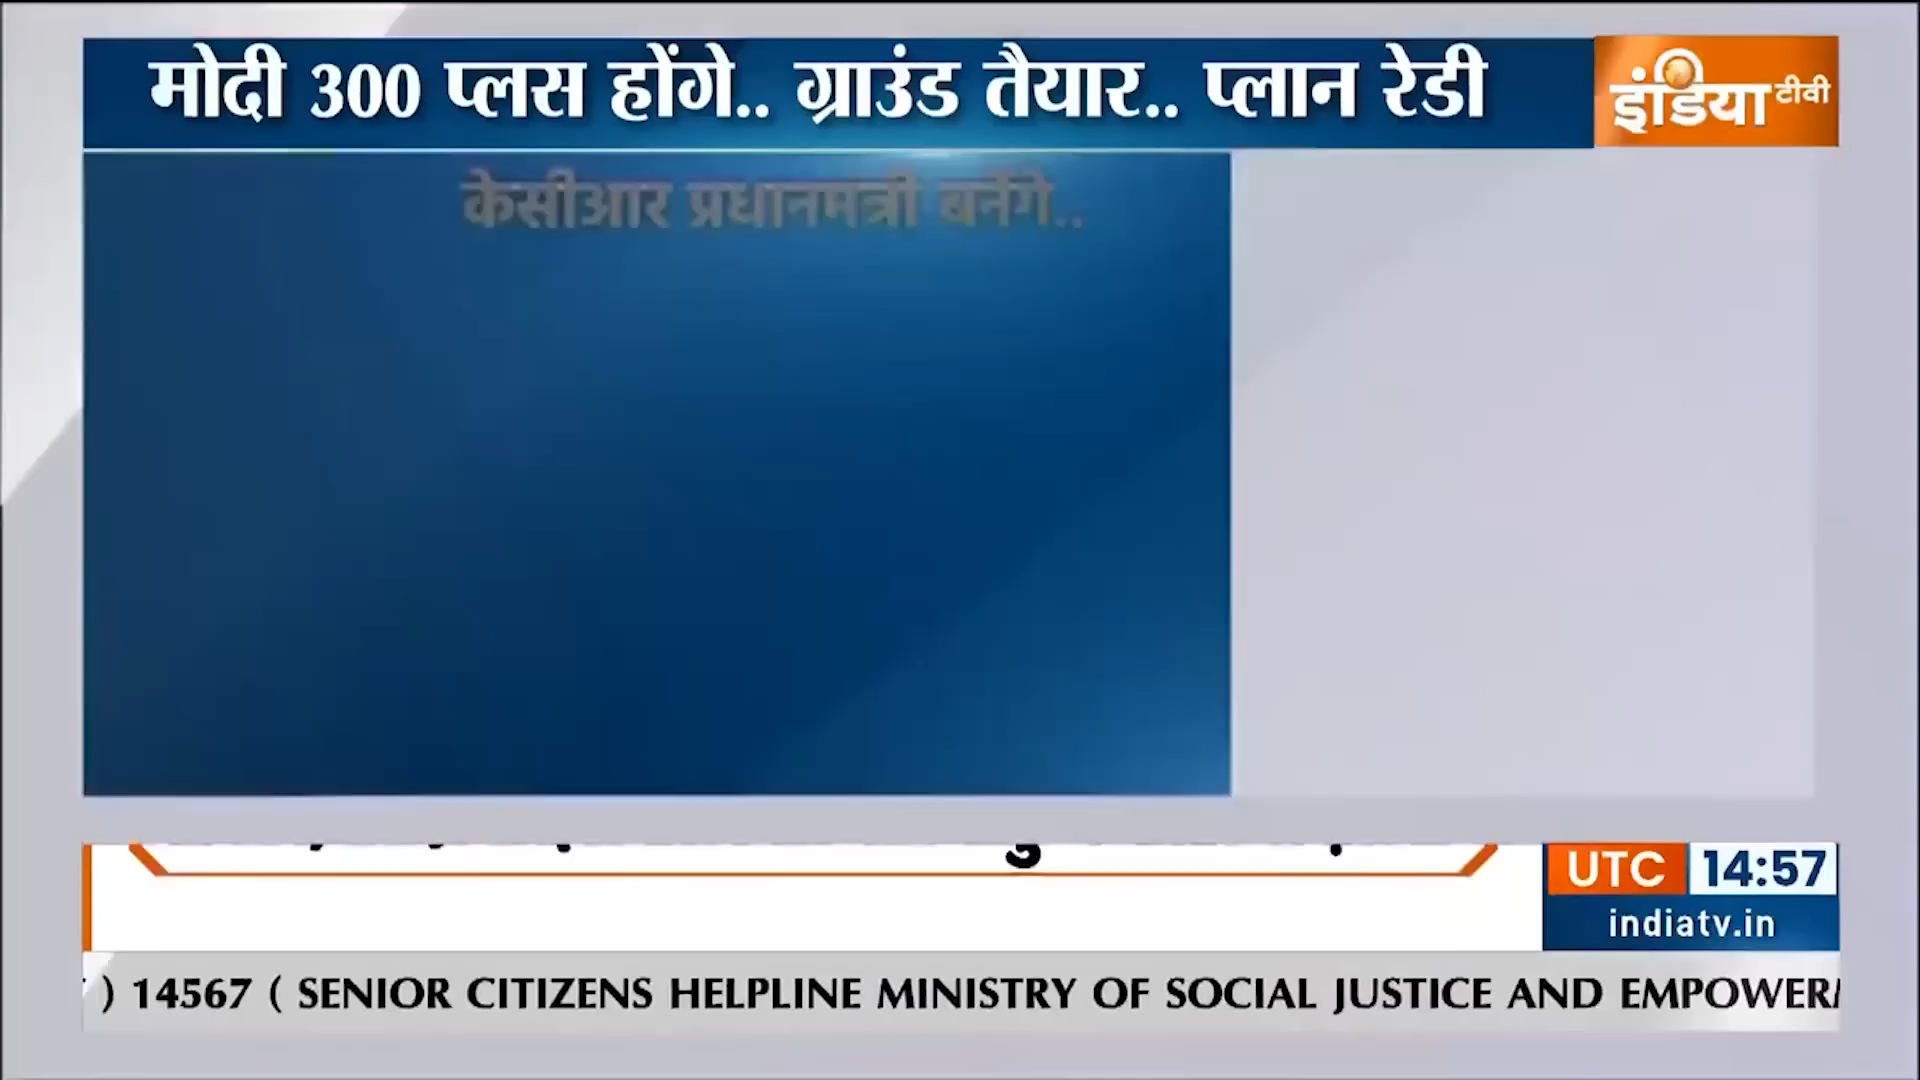 मोदी 300 प्लस होंगे.. ग्राउंड तैयार.. प्लान रेडी
इंडिया टीवी
केसीआर प्रधानमंत्री बनेंगे..
UTC 14:57
indiatv.in
) 14567 ( SENIOR CITIZENS HELPLINE MINISTRY OF SOCIAL JUSTICE AND